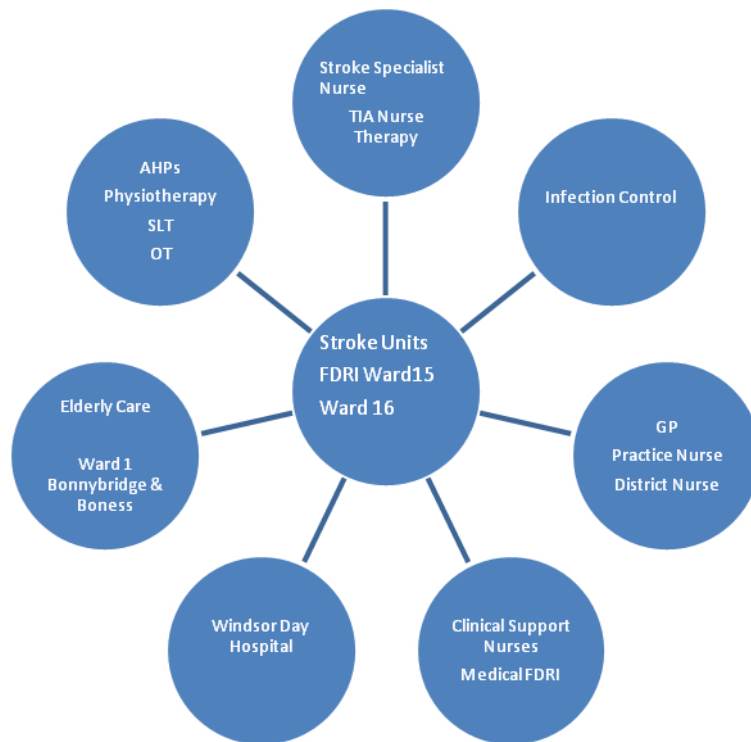 Stroke Specialist
Nurse
TIA Nurse
Therapy
Infection Control
GP
Practice Nurse
District Nurse
Clinical Support
Nurses
Medical FDRI
Windsor Day
Hospital
Elderly Care
Ward 1
Bonnybridge &
Boness
AHPs
Physiotherapy
SLT
OT
Stroke Units
FDRI Ward15
Ward 16